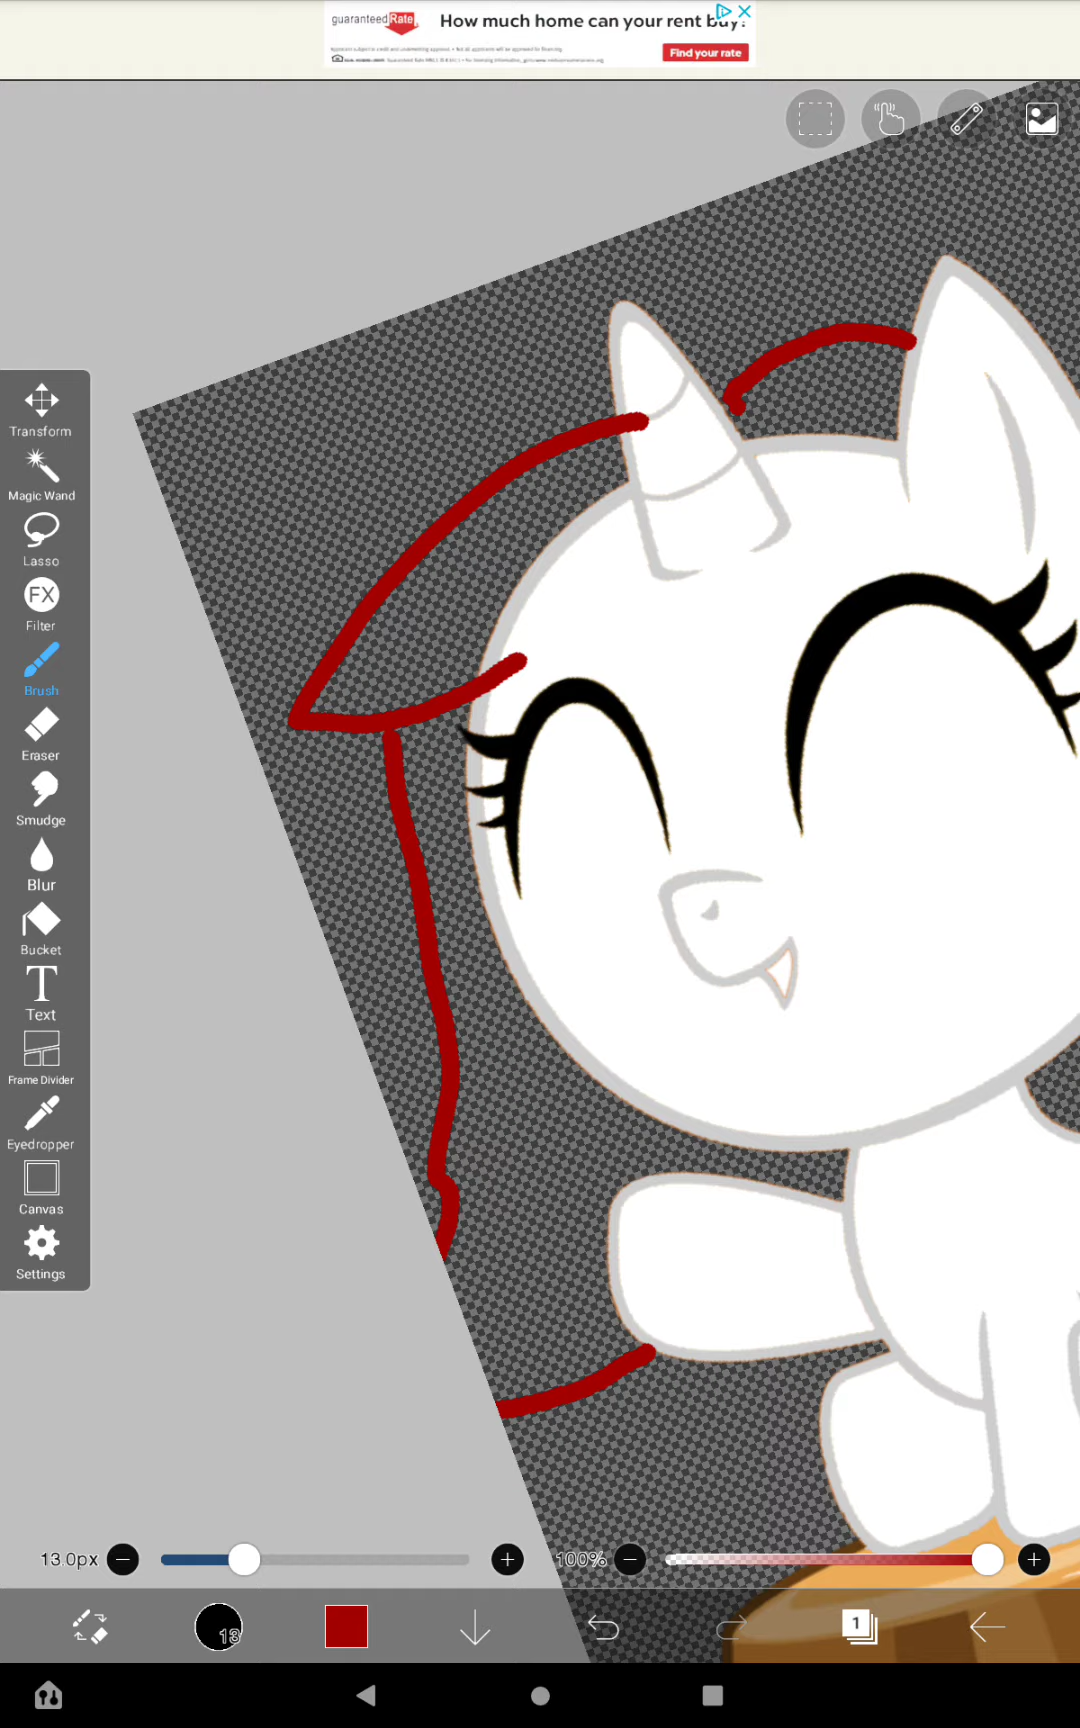 guaranteed Rate
How much home can your rent buy?
Find your rate
Transform
Magic Wand
Lasso
FX
Filter
Brush
Eraser
Smudge
Blur
Bucket
T
Text
Frame Divider
Eyedropper
Canvas
Settings
13.0px
100%
13
1